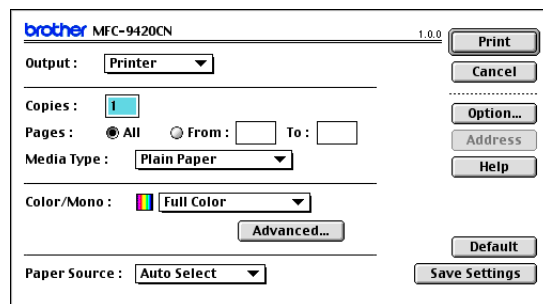 brother MFC-9420CN
1.0.0
Print
Output : Printer
Cancel
Copies : 1
Option...
Pages : All From : To :
Address
Media Type : Plain Paper
Help
Color/Mono : Full Color
Advanced...
Default
Paper Source : Auto Select
Save Settings